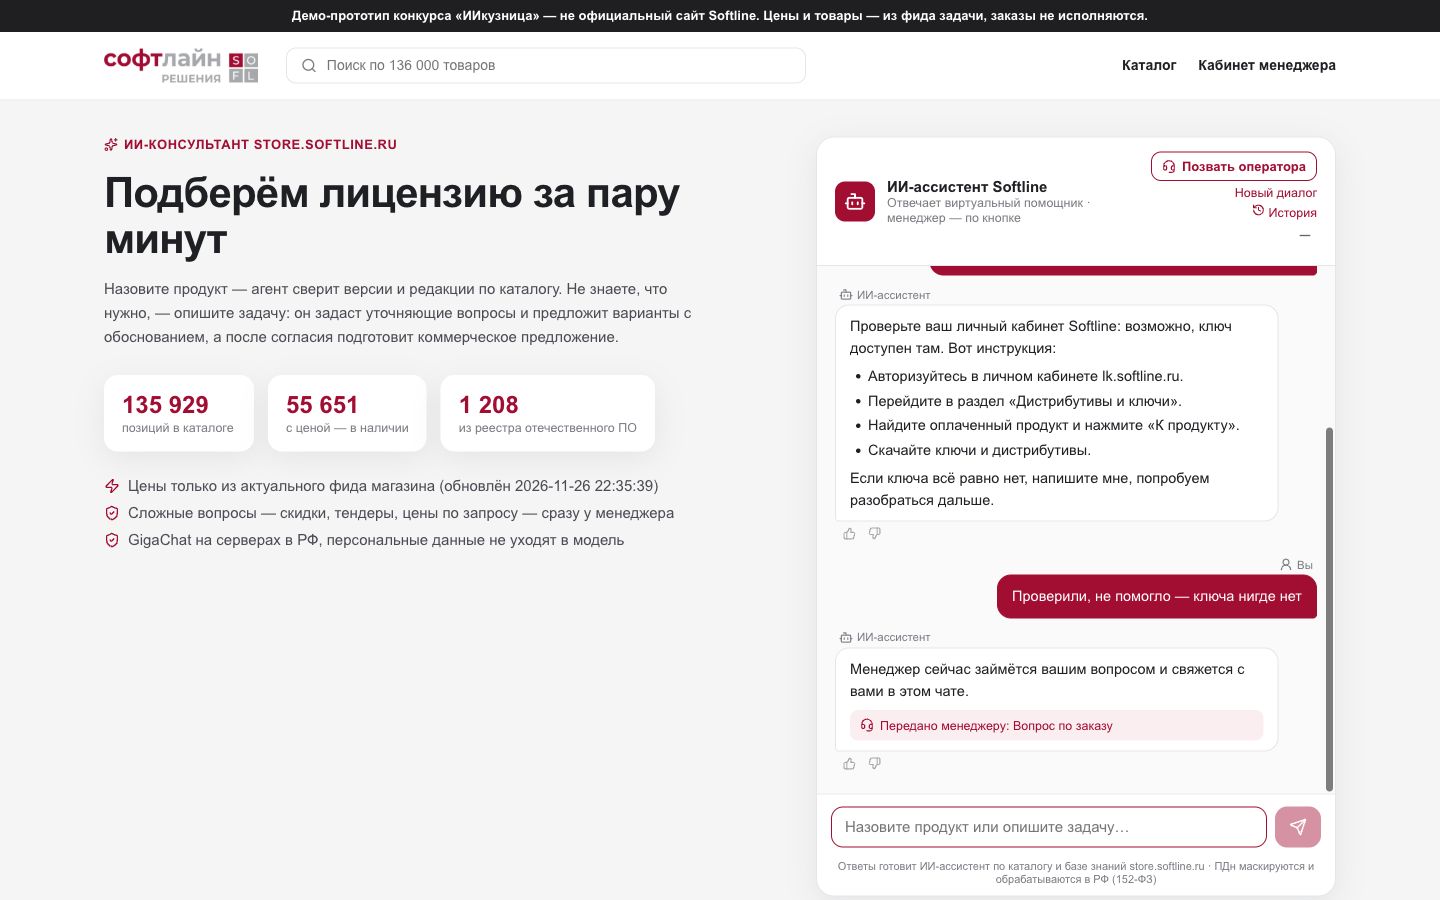 Демо-прототип конкурса «ИИкузница» — не официальный сайт Softline. Цены и товары — из фида задачи, заказы не исполняются.
софтлайн
РЕШЕНИЯ
SO
FL
Поиск по 136 000 товаров
Каталог
Кабинет менеджера
ИИ-КОНСУЛЬТАНТ STORE.SOFTLINE.RU
Подберём лицензию за пару
минут
Назовите продукт — агент сверит версии и редакции по каталогу. Не знаете, что
нужно, — опишите задачу: он задаст уточняющие вопросы и предложит варианты с
обоснованием, а после согласия подготовит коммерческое предложение.
135 929
позиций в каталоге
55 651
с ценой — в наличии
1 208
из реестра отечественного ПО
Цены только из актуального фида магазина (обновлён 2026-11-26 22:35:39)
Сложные вопросы — скидки, тендеры, цены по запросу — сразу у менеджера
GigaChat на серверах в РФ, персональные данные не уходят в модель
ИИ-ассистент Softline
Отвечает виртуальный помощник ·
менеджер — по кнопке
Позвать оператора
Новый диалог
История
—
ИИ-ассистент
Проверьте ваш личный кабинет Softline: возможно, ключ
доступен там. Вот инструкция:
• Авторизуйтесь в личном кабинете lk.softline.ru.
• Перейдите в раздел «Дистрибутивы и ключи».
• Найдите оплаченный продукт и нажмите «К продукту».
• Скачайте ключи и дистрибутивы.
Если ключа всё равно нет, напишите мне, попробуем
разобраться дальше.
Вы
Проверили, не помогло — ключа нигде нет
ИИ-ассистент
Менеджер сейчас займётся вашим вопросом и свяжется с
вами в этом чате.
Передано менеджеру: Вопрос по заказу
Назовите продукт или опишите задачу…
Ответы готовит ИИ-ассистент по каталогу и базе знаний store.softline.ru · ПДн маскируются и
обрабатываются в РФ (152-ФЗ)